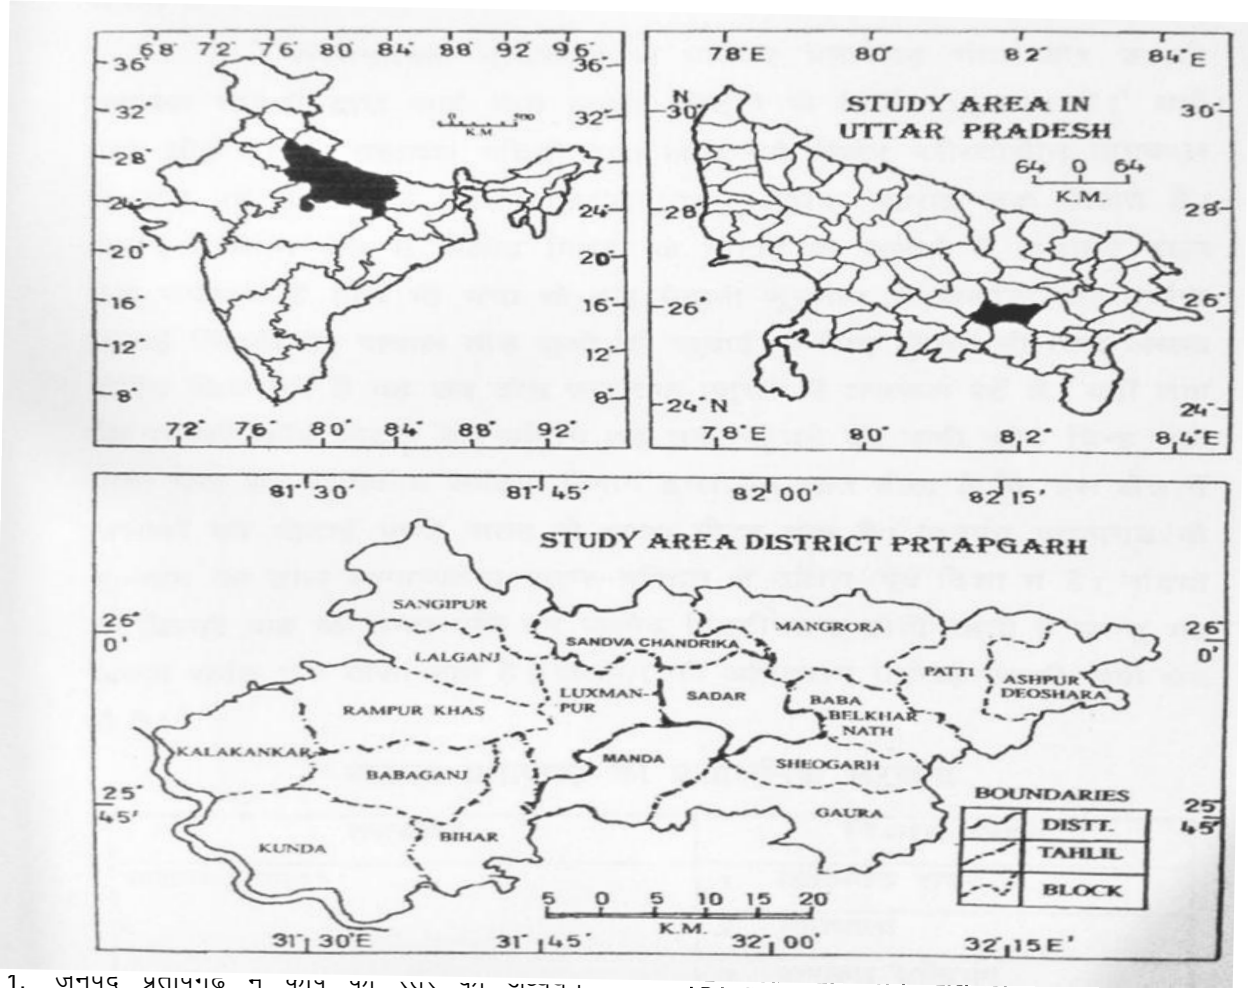 68° 72° 76° 80° 84° 88° 92° 96°
36° 36°
32° 32°
28° 28°
24° 24°
20° 20°
16° 16°
12° 12°
8° 8°
72° 76° 80° 84° 88° 92°
0 500
K.M
78°E 80° 82° 84°E
N
STUDY AREA IN
UTTAR PRADESH
64 0 64
K.M.
30° 30°
28° 28°
26° 26°
24°N 24°
78°E 80° 82° 84°E
81°30' 81°45' 82°00' 82°15'
STUDY AREA DISTRICT PRTAPGARH
SANGIPUR
MANGRORA
SANDVA CHANDRIKA
LALGANJ
PATTI
ASHPUR
DEOSHARA
LUXMAN-
PUR
SADAR
BABA
BELKHAR
NATH
RAMPUR KHAS
KALAKANKAR
MANDA
SHEOGARH
BABAGANJ
GAURA
BIHAR
KUNDA
26° 26°
0' 0'
25° 25
45' 45'
BOUNDARIES
DISTT.
TAHLIL
BLOCK
5 0 5 10 15 20
K.M.
31°30'E 31°45' 32°00' 32°15'E'
1.